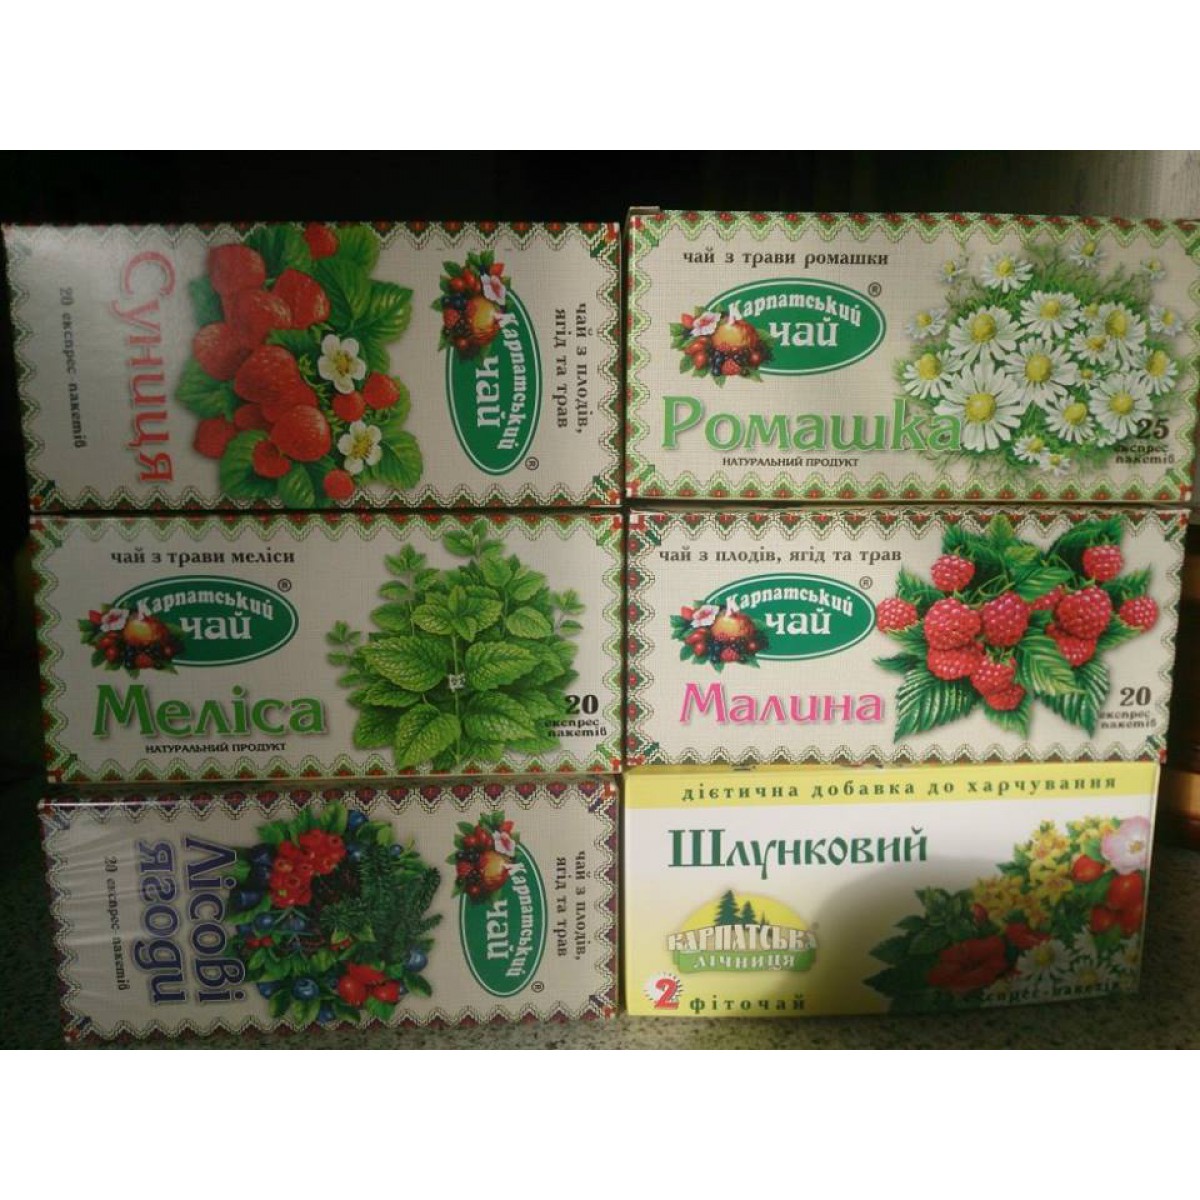 Суниця
20 експрес-пакетів
чай з плодів,
ягід та трав
Карпатський
чай
®
чай з трави ромашки
Карпатський
чай
®
Ромашка
НАТУРАЛЬНИЙ ПРОДУКТ
25
експрес
пакетів
чай з трави меліси
Карпатський
чай
®
Меліса
НАТУРАЛЬНИЙ ПРОДУКТ
20
експрес
пакетів
чай з плодів, ягід та трав
Карпатський
чай
®
Малина
20
експрес
пакетів
Лісові
ягоди
20 експрес-пакетів
чай з плодів,
ягід та трав
Карпатський
чай
®
дієтична добавка до харчування
Шлунковий
КАРПАТСЬКА
ЛІЧНИЦЯ
2
фіточай
експрес-пакетів